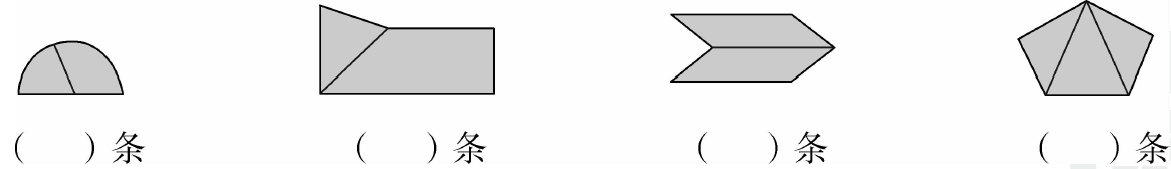 （　　）条　（　　）条　（　　）条　（　　）条